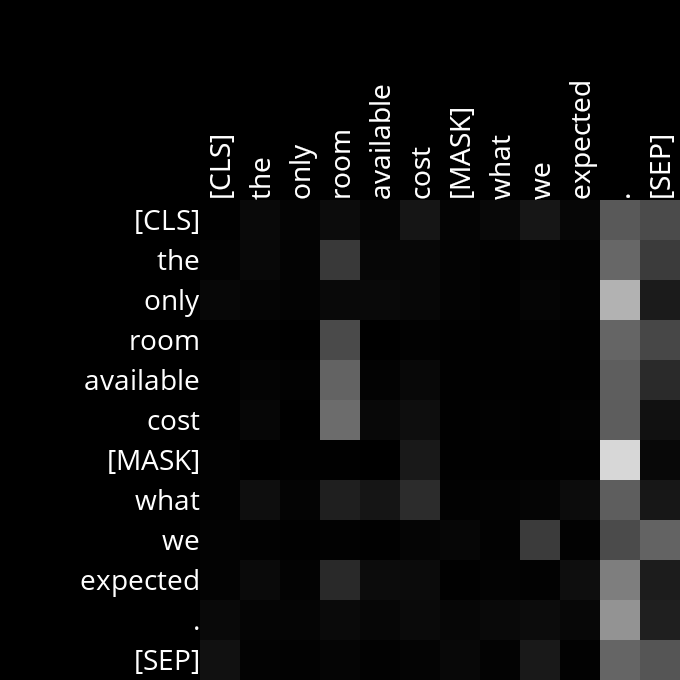 [CLS] the only room available cost [MASK] what we expected . [SEP]
[CLS]
the
only
room
available
cost
[MASK]
what
we
expected
.
[SEP]